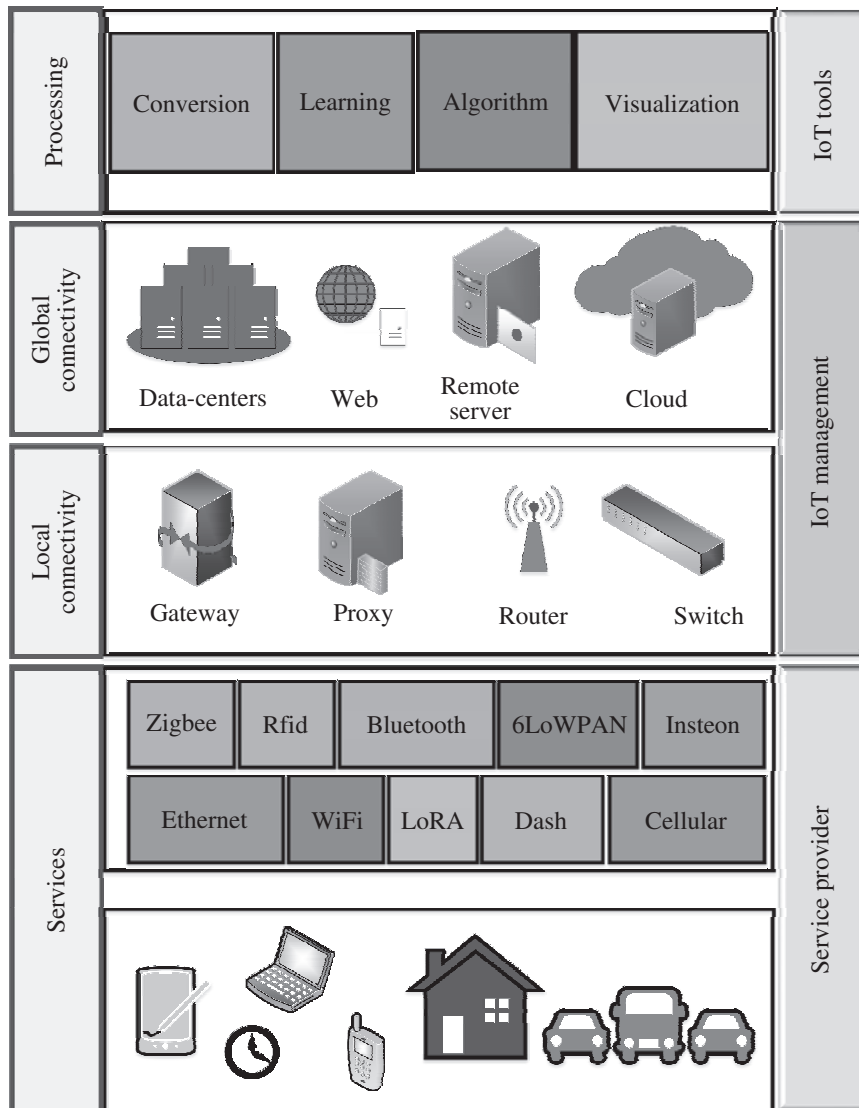 Processing
Conversion
Learning
Algorithm
Visualization
IoT tools
Global
connectivity
Data-centers
Web
Remote
server
Cloud
IoT management
Local
connectivity
Gateway
Proxy
Router
Switch
Services
Zigbee
Rfid
Bluetooth
6LoWPAN
Insteon
Ethernet
WiFi
LoRA
Dash
Cellular
Service provider